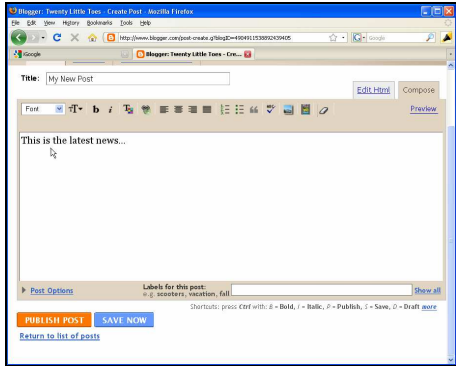 Blogger: Twenty Little Toes - Create Post - Mozilla Firefox
File Edit View History Bookmarks Tools Help
http://www.blogger.com/post-create.g?blogID=4904911538892439405
Google
iGoogle
Blogger: Twenty Little Toes - Cre...
Title: My New Post
Edit Html Compose
Font b i Preview
This is the latest news...
Post Options
Labels for this post:
e.g. scooters, vacation, fall
Show all
Shortcuts: press Ctrl with: B = Bold, I = Italic, P = Publish, S = Save, D = Draft more
PUBLISH POST SAVE NOW
Return to list of posts